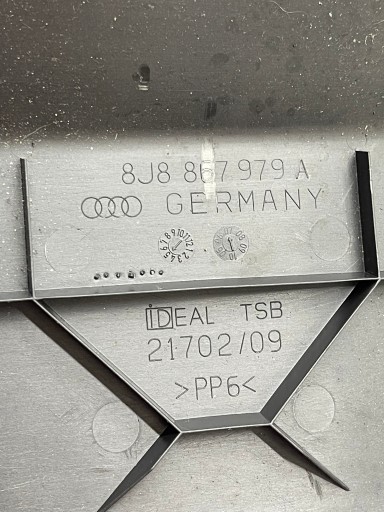 8J8 867 979 A
GERMANY
IDEAL TSB
21702/09
>PP6<